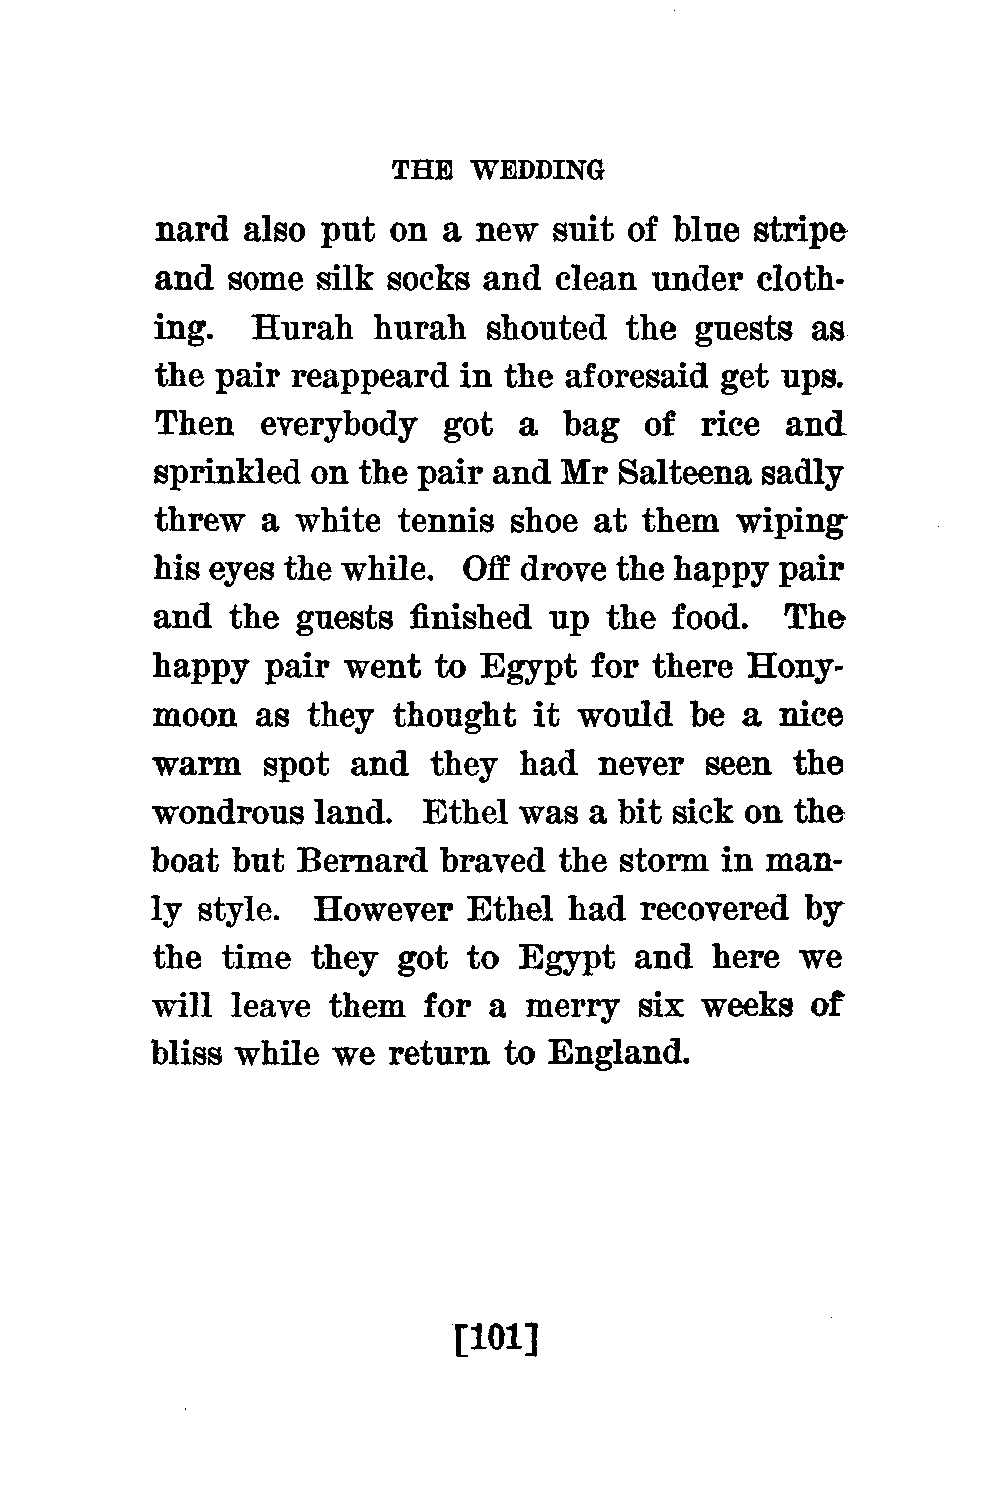 THE WEDDING
nard also put on a new suit of blue stripe
and some silk socks and clean under cloth-
ing. Hurah hurah shouted the guests as
the pair reappeard in the aforesaid get ups.
Then everybody got a bag of rice and
sprinkled on the pair and Mr Salteena sadly
threw a white tennis shoe at them wiping
his eyes the while. Off drove the happy pair
and the guests finished up the food. The
happy pair went to Egypt for there Hony-
moon as they thought it would be a nice
warm spot and they had never seen the
wondrous land. Ethel was a bit sick on the
boat but Bernard braved the storm in man-
ly style. However Ethel had recovered by
the time they got to Egypt and here we
will leave them for a merry six weeks of
bliss while we return to England.
[101]